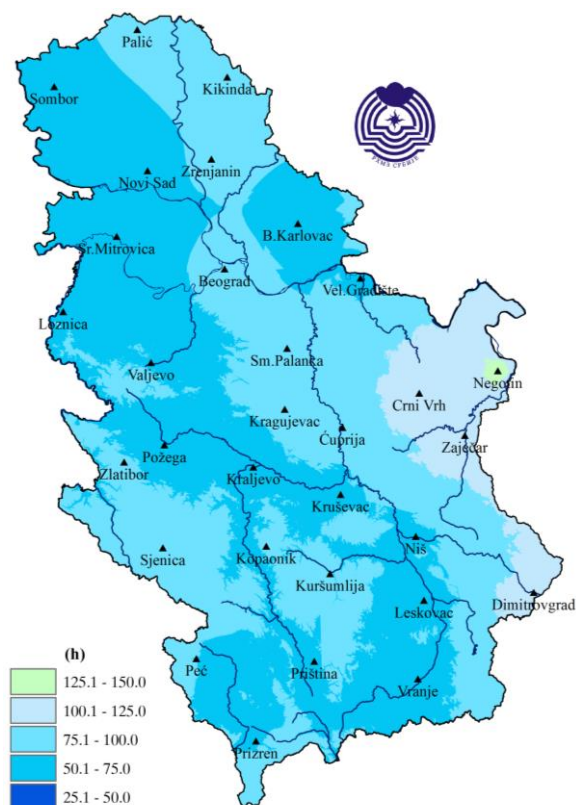 Palić
Kikinda
Sombor
Zrenjanin
Novi Sad
РХМЗ СРБИЈЕ
B.Karlovac
Sr.Mitrovica
Beograd
Vel.Gradište
Loznica
Sm.Palanka
Valjevo
Negotin
Crni Vrh
Kragujevac
Ćuprija
Zaječar
Požega
Zlatibor
Kraljevo
Kruševac
Niš
Sjenica
Kopaonik
Kuršumlija
Leskovac
Dimitrovgrad
Peć
Priština
Vranje
Prizren
(h)
125.1 - 150.0
100.1 - 125.0
75.1 - 100.0
50.1 - 75.0
25.1 - 50.0